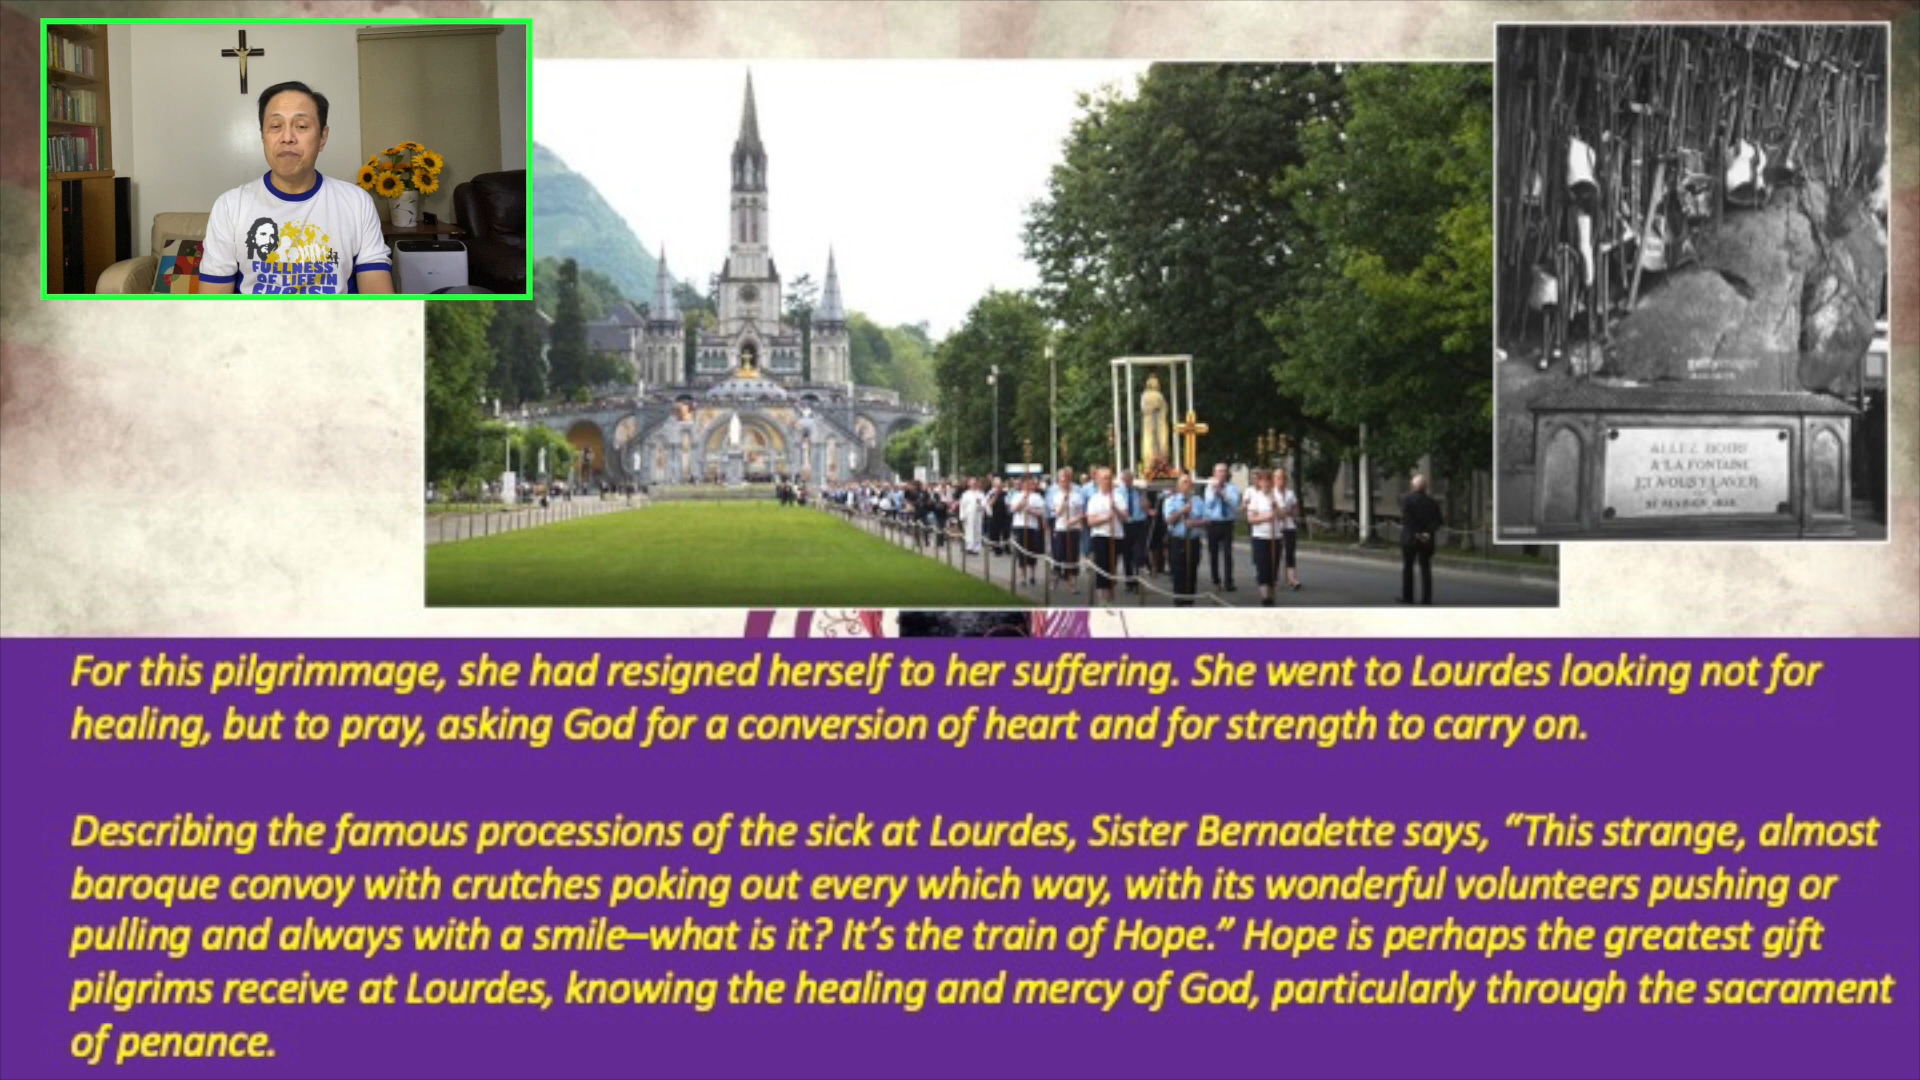 FULLNESS
OF LIFE IN
CHRIST
ALLEZ BOIRE
A LA FONTAINE
ET VOUS Y LAVER
For this pilgrimmage, she had resigned herself to her suffering. She went to Lourdes looking not for
healing, but to pray, asking God for a conversion of heart and for strength to carry on.
Describing the famous processions of the sick at Lourdes, Sister Bernadette says, “This strange, almost
baroque convoy with crutches poking out every which way, with its wonderful volunteers pushing or
pulling and always with a smile—what is it? It’s the train of Hope.” Hope is perhaps the greatest gift
pilgrims receive at Lourdes, knowing the healing and mercy of God, particularly through the sacrament
of penance.